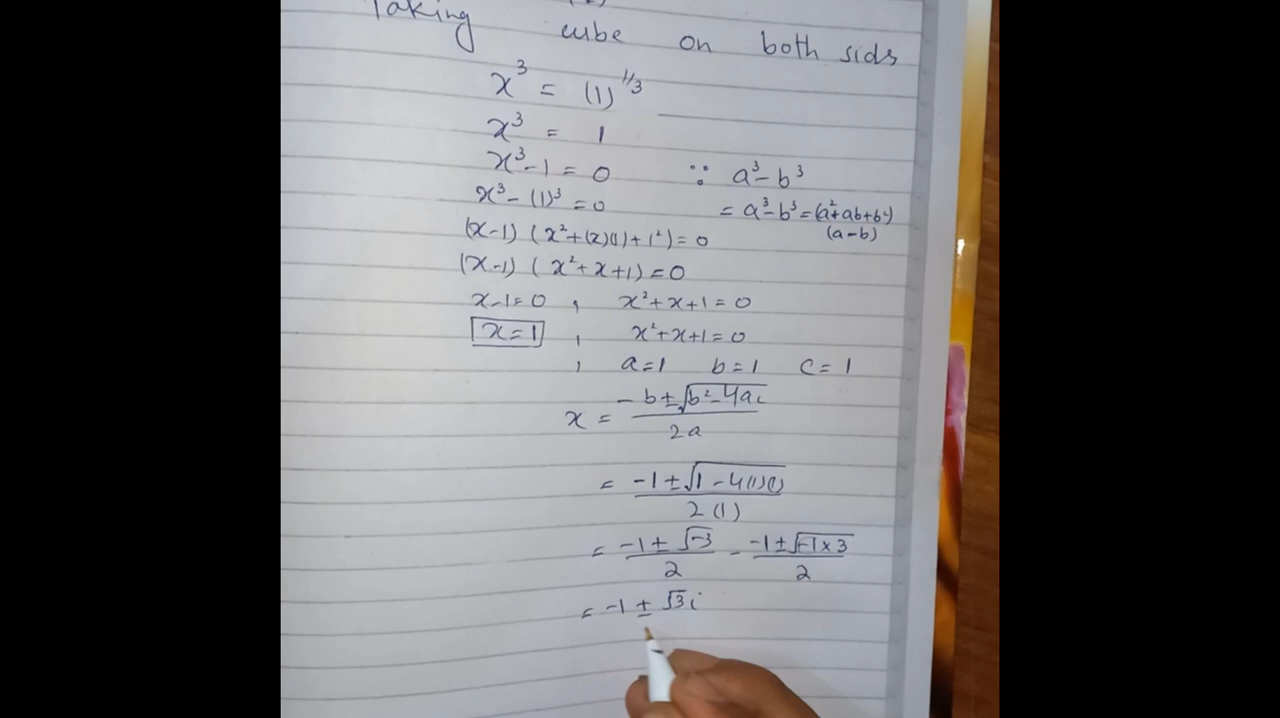 Taking cube on both sides
x³ = (1)^1/3
x³ = 1
x³-1 = 0 ∵ a³-b³
x³ - (1)³ = 0 = a³-b³ = (a²+ab+b²)
(a-b)
(x-1) (x²+(x)(1)+1²) = 0
(x-1) (x²+x+1) = 0
x-1=0 , x²+x+1=0
x=1 , x²+x+1=0
, a=1 b=1 c=1
x = -b±√b²-4ac / 2a
= -1±√1-4(1)(1) / 2(1)
= -1±√-3 / 2 = -1±√-1×3 / 2
= -1 ± √3i